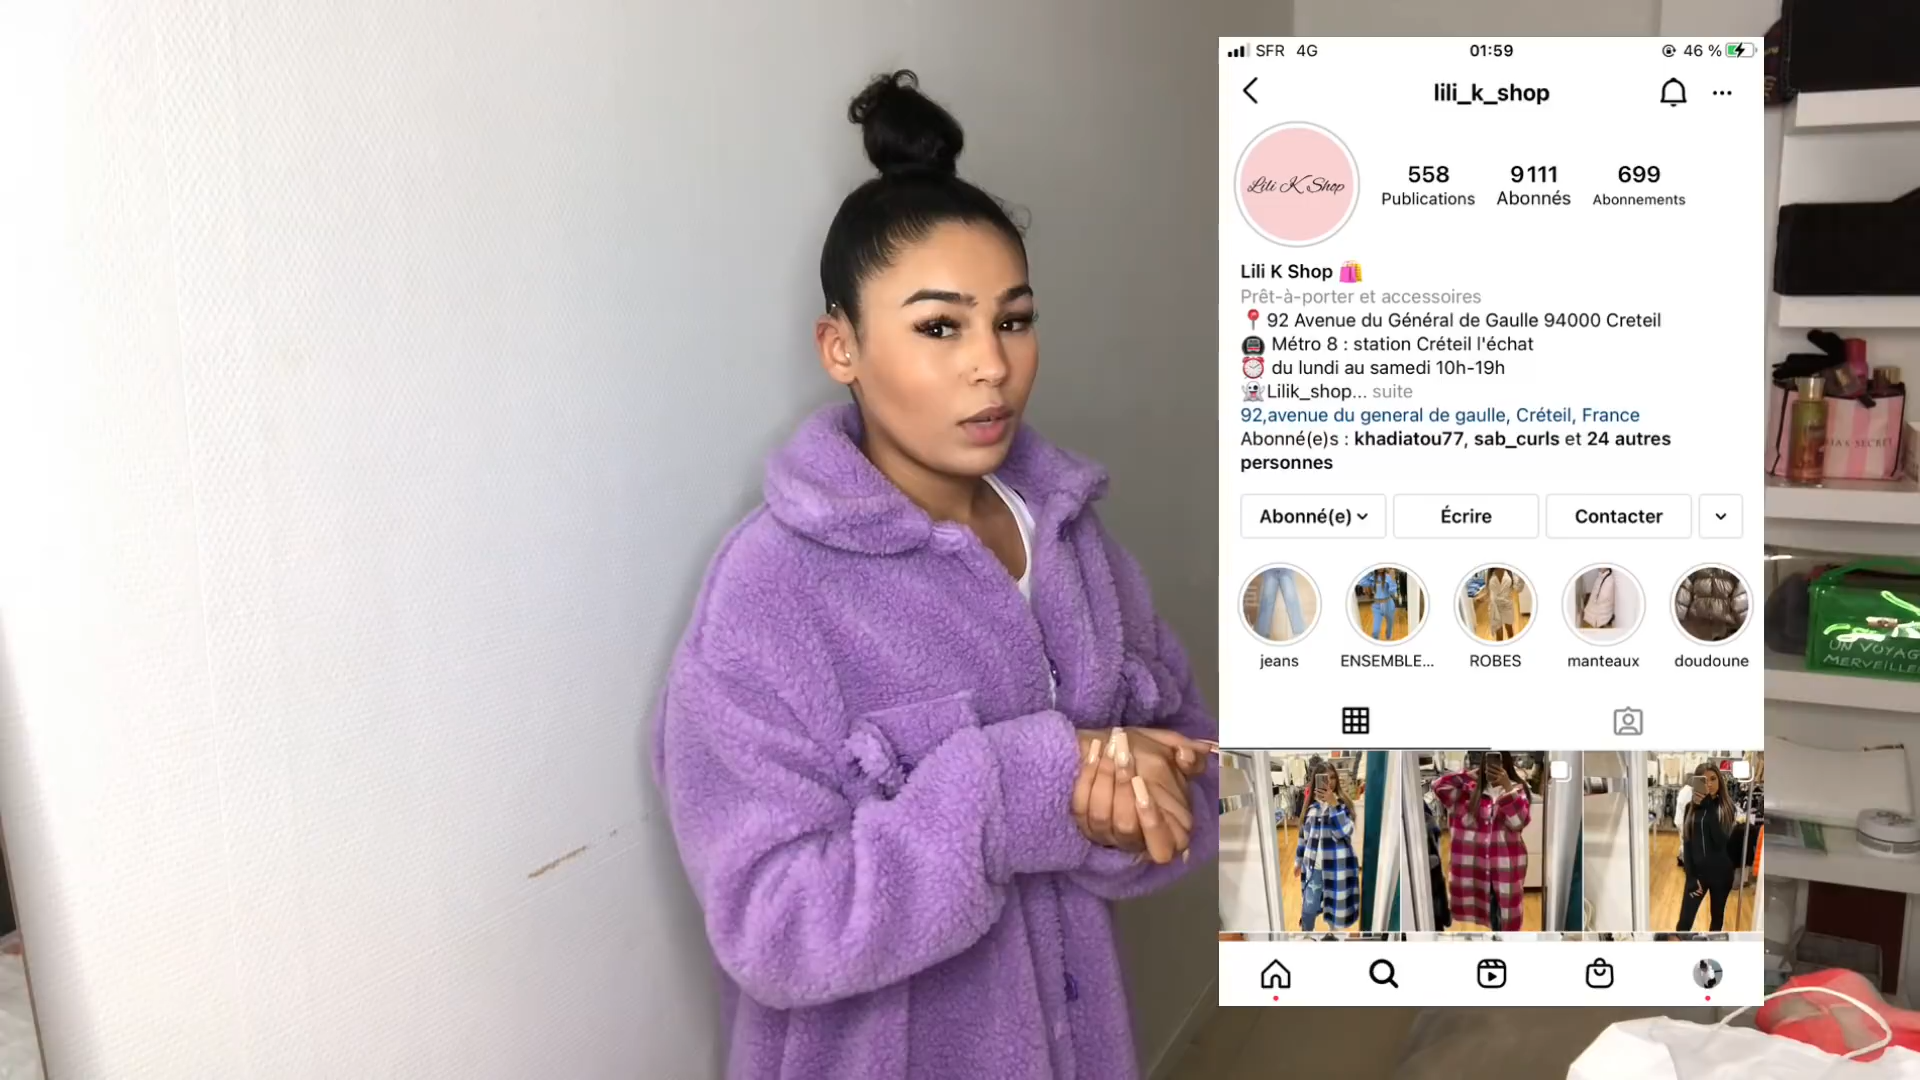 SFR 4G 01:59 46 %
lili_k_shop
Lili K Shop
558 9111 699
Publications Abonnés Abonnements
Lili K Shop
Prêt-à-porter et accessoires
92 Avenue du Général de Gaulle 94000 Creteil
Métro 8 : station Créteil l'échat
du lundi au samedi 10h-19h
Lilik_shop... suite
92,avenue du general de gaulle, Créteil, France
Abonné(e)s : khadiatou77, sab_curls et 24 autres
personnes
Abonné(e) Écrire Contacter
jeans ENSEMBLE... ROBES manteaux doudoune
UN VOYAG
MERVEILLE